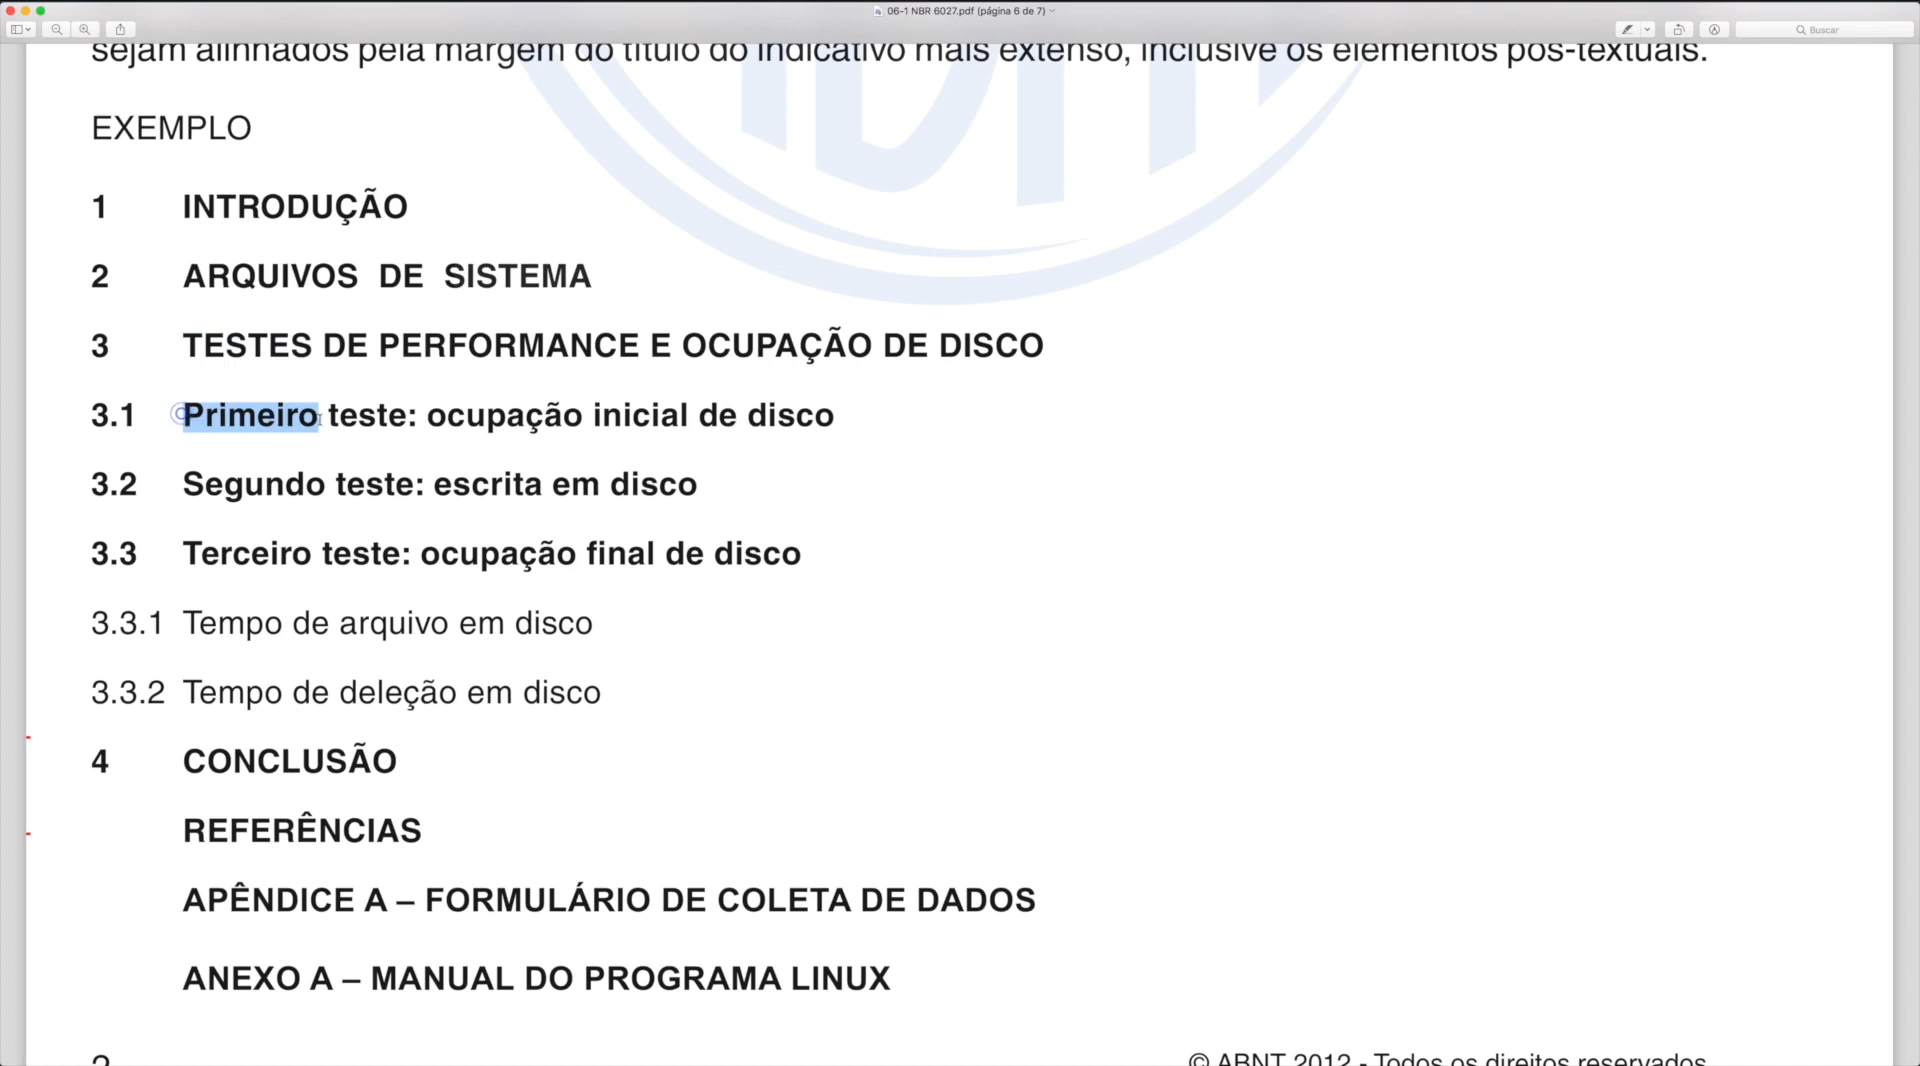 06-1 NBR 6027.pdf (página 6 de 7)
Buscar
sejam alinhados pela margem do título do indicativo mais extenso, inclusive os elementos pós-textuais.
EXEMPLO
1 INTRODUÇÃO
2 ARQUIVOS DE SISTEMA
3 TESTES DE PERFORMANCE E OCUPAÇÃO DE DISCO
3.1 Primeiro teste: ocupação inicial de disco
3.2 Segundo teste: escrita em disco
3.3 Terceiro teste: ocupação final de disco
3.3.1 Tempo de arquivo em disco
3.3.2 Tempo de deleção em disco
4 CONCLUSÃO
REFERÊNCIAS
APÊNDICE A – FORMULÁRIO DE COLETA DE DADOS
ANEXO A – MANUAL DO PROGRAMA LINUX
© ABNT 2012 - Todos os direitos reservados